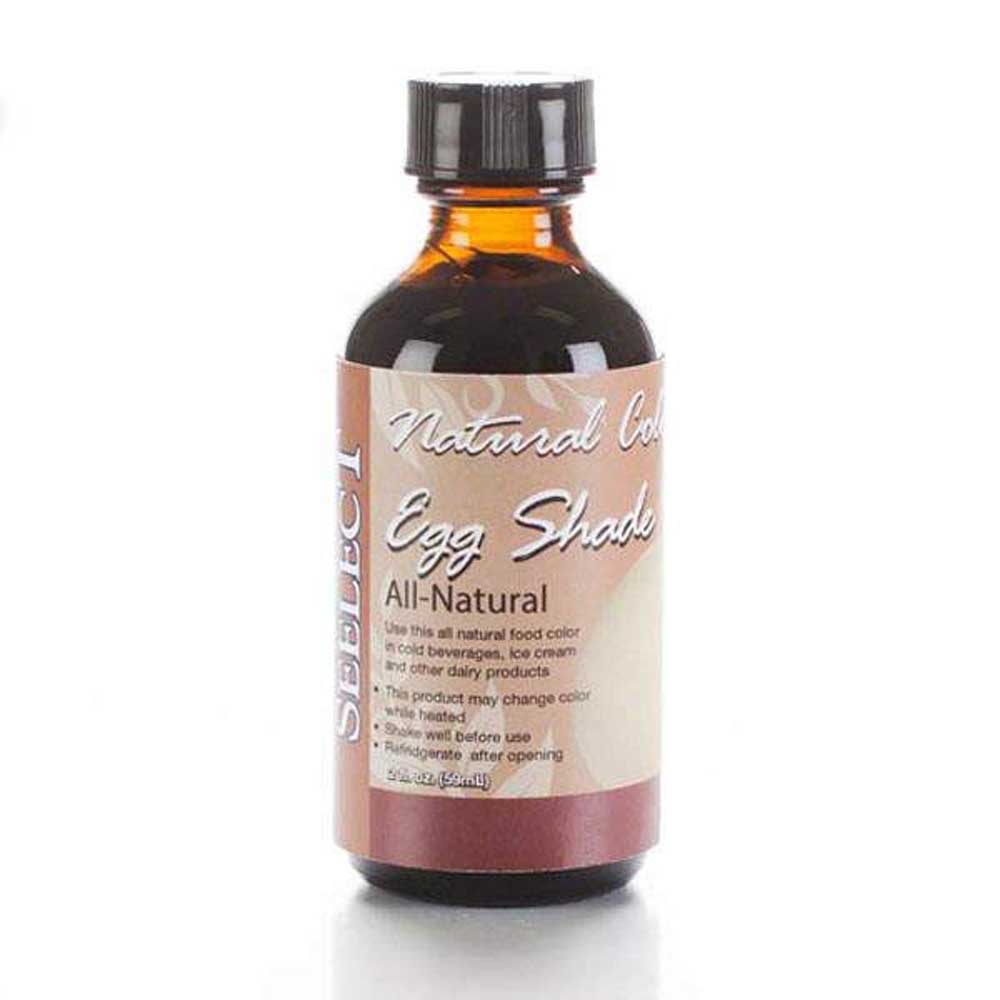 SEELECT
Natural Col
Egg Shade
All-Natural
Use this all natural food color
in cold beverages, ice cream
and other dairy products
• This product may change color
while heated
• Shake well before use
• Refridgerate after opening
2 fl. oz. (59mL)